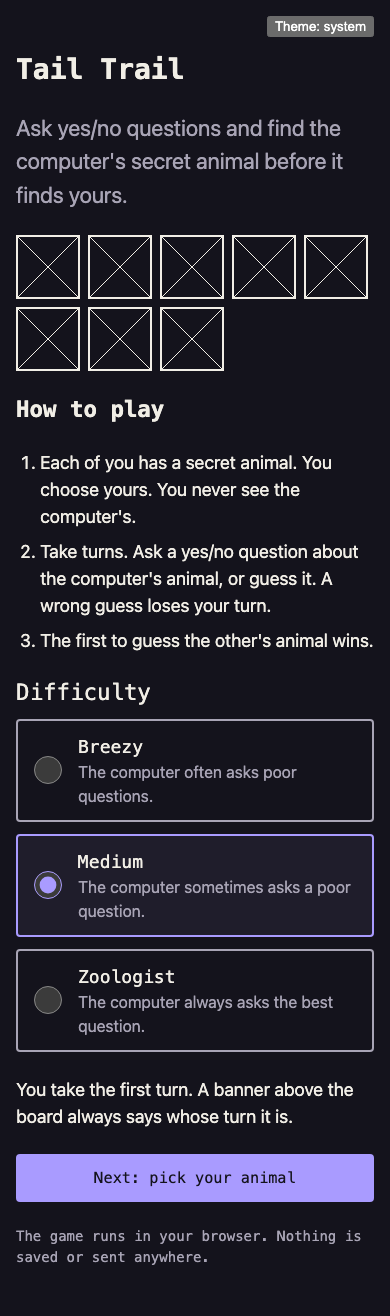 Theme: system
Tail Trail
Ask yes/no questions and find the
computer's secret animal before it
finds yours.
How to play
1. Each of you has a secret animal. You
choose yours. You never see the
computer's.
2. Take turns. Ask a yes/no question about
the computer's animal, or guess it. A
wrong guess loses your turn.
3. The first to guess the other's animal wins.
Difficulty
Breezy
The computer often asks poor
questions.
Medium
The computer sometimes asks a poor
question.
Zoologist
The computer always asks the best
question.
You take the first turn. A banner above the
board always says whose turn it is.
Next: pick your animal
The game runs in your browser. Nothing is
saved or sent anywhere.